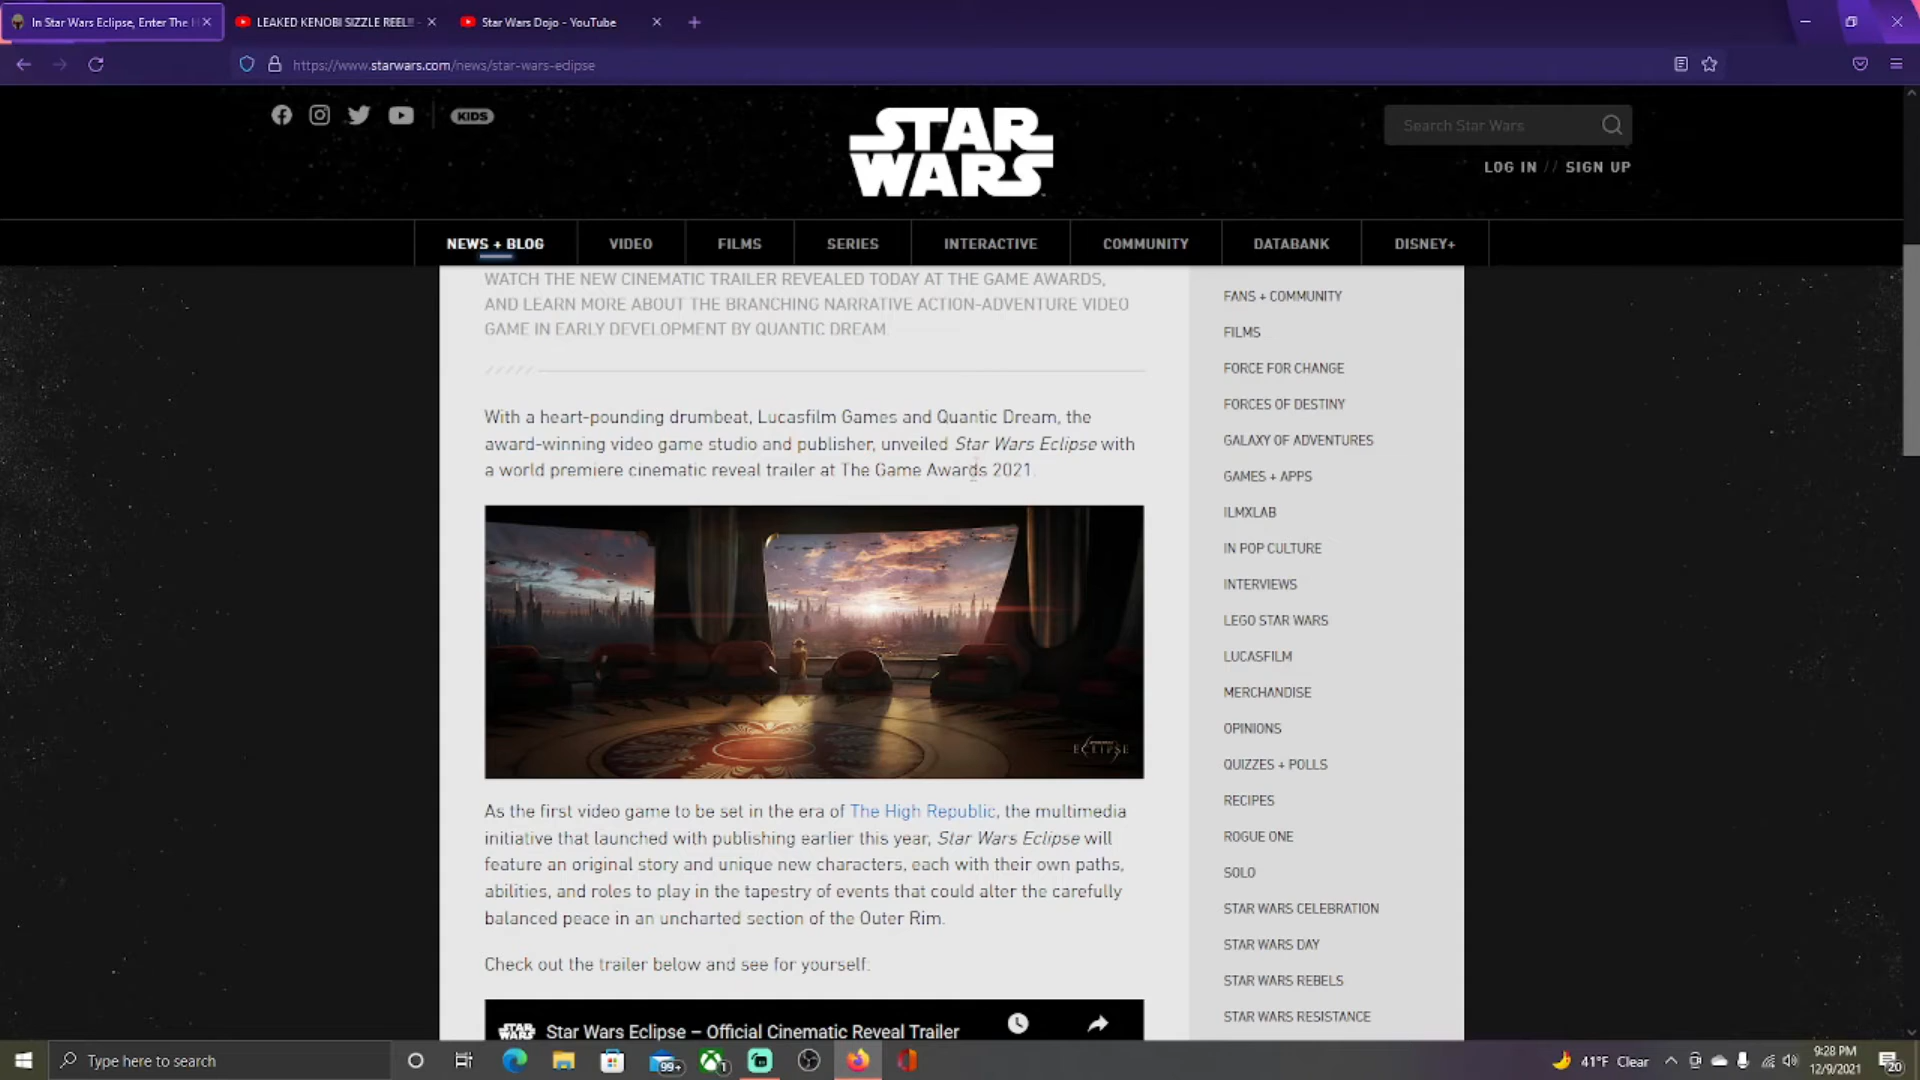 In Star Wars Eclipse, Enter The H
LEAKED KENOBI SIZZLE REEL!! -
Star Wars Dojo - YouTube
https://www.starwars.com/news/star-wars-eclipse
KIDS
STAR
WARS
Search Star Wars
LOG IN // SIGN UP
NEWS + BLOG
VIDEO
FILMS
SERIES
INTERACTIVE
COMMUNITY
DATABANK
DISNEY+
WATCH THE NEW CINEMATIC TRAILER REVEALED TODAY AT THE GAME AWARDS,
AND LEARN MORE ABOUT THE BRANCHING NARRATIVE ACTION-ADVENTURE VIDEO
GAME IN EARLY DEVELOPMENT BY QUANTIC DREAM.
With a heart-pounding drumbeat, Lucasfilm Games and Quantic Dream, the
award-winning video game studio and publisher, unveiled Star Wars Eclipse with
a world premiere cinematic reveal trailer at The Game Awards 2021.
ECLIPSE
As the first video game to be set in the era of The High Republic, the multimedia
initiative that launched with publishing earlier this year, Star Wars Eclipse will
feature an original story and unique new characters, each with their own paths,
abilities, and roles to play in the tapestry of events that could alter the carefully
balanced peace in an uncharted section of the Outer Rim.
Check out the trailer below and see for yourself:
STAR WARS
Star Wars Eclipse – Official Cinematic Reveal Trailer
FANS + COMMUNITY
FILMS
FORCE FOR CHANGE
FORCES OF DESTINY
GALAXY OF ADVENTURES
GAMES + APPS
ILMXLAB
IN POP CULTURE
INTERVIEWS
LEGO STAR WARS
LUCASFILM
MERCHANDISE
OPINIONS
QUIZZES + POLLS
RECIPES
ROGUE ONE
SOLO
STAR WARS CELEBRATION
STAR WARS DAY
STAR WARS REBELS
STAR WARS RESISTANCE
Type here to search
99+
1
41°F Clear
9:28 PM
12/9/2021
20